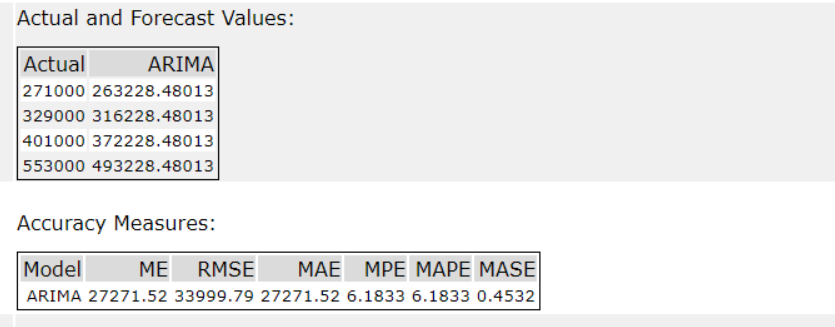 Actual and Forecast Values:
Actual ARIMA
271000 263228.48013
329000 316228.48013
401000 372228.48013
553000 493228.48013
Accuracy Measures:
Model ME RMSE MAE MPE MAPE MASE
ARIMA 27271.52 33999.79 27271.52 6.1833 6.1833 0.4532